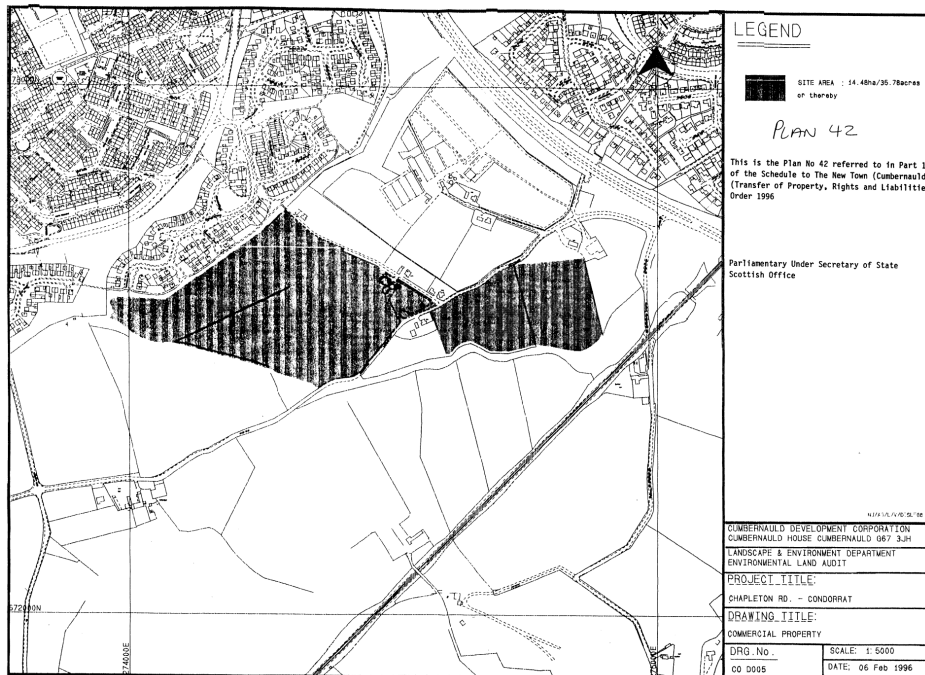 LEGEND
SITE AREA : 14.48ha/35.78acres
or thereby
PLAN 42
This is the Plan No 42 referred to in Part 1
of the Schedule to The New Town (Cumbernauld
(Transfer of Property, Rights and Liabilitie
Order 1996
Parliamentary Under Secretary of State
Scottish Office
CUMBERNAULD DEVELOPMENT CORPORATION
CUMBERNAULD HOUSE CUMBERNAULD G67 3JH
LANDSCAPE & ENVIRONMENT DEPARTMENT
ENVIRONMENTAL LAND AUDIT
PROJECT TITLE:
CHAPLETON RD. - CONDORRAT
DRAWING TITLE:
COMMERCIAL PROPERTY
DRG.No.
CO D005
SCALE: 1:5000
DATE: 06 Feb 1996
672000N
274000E